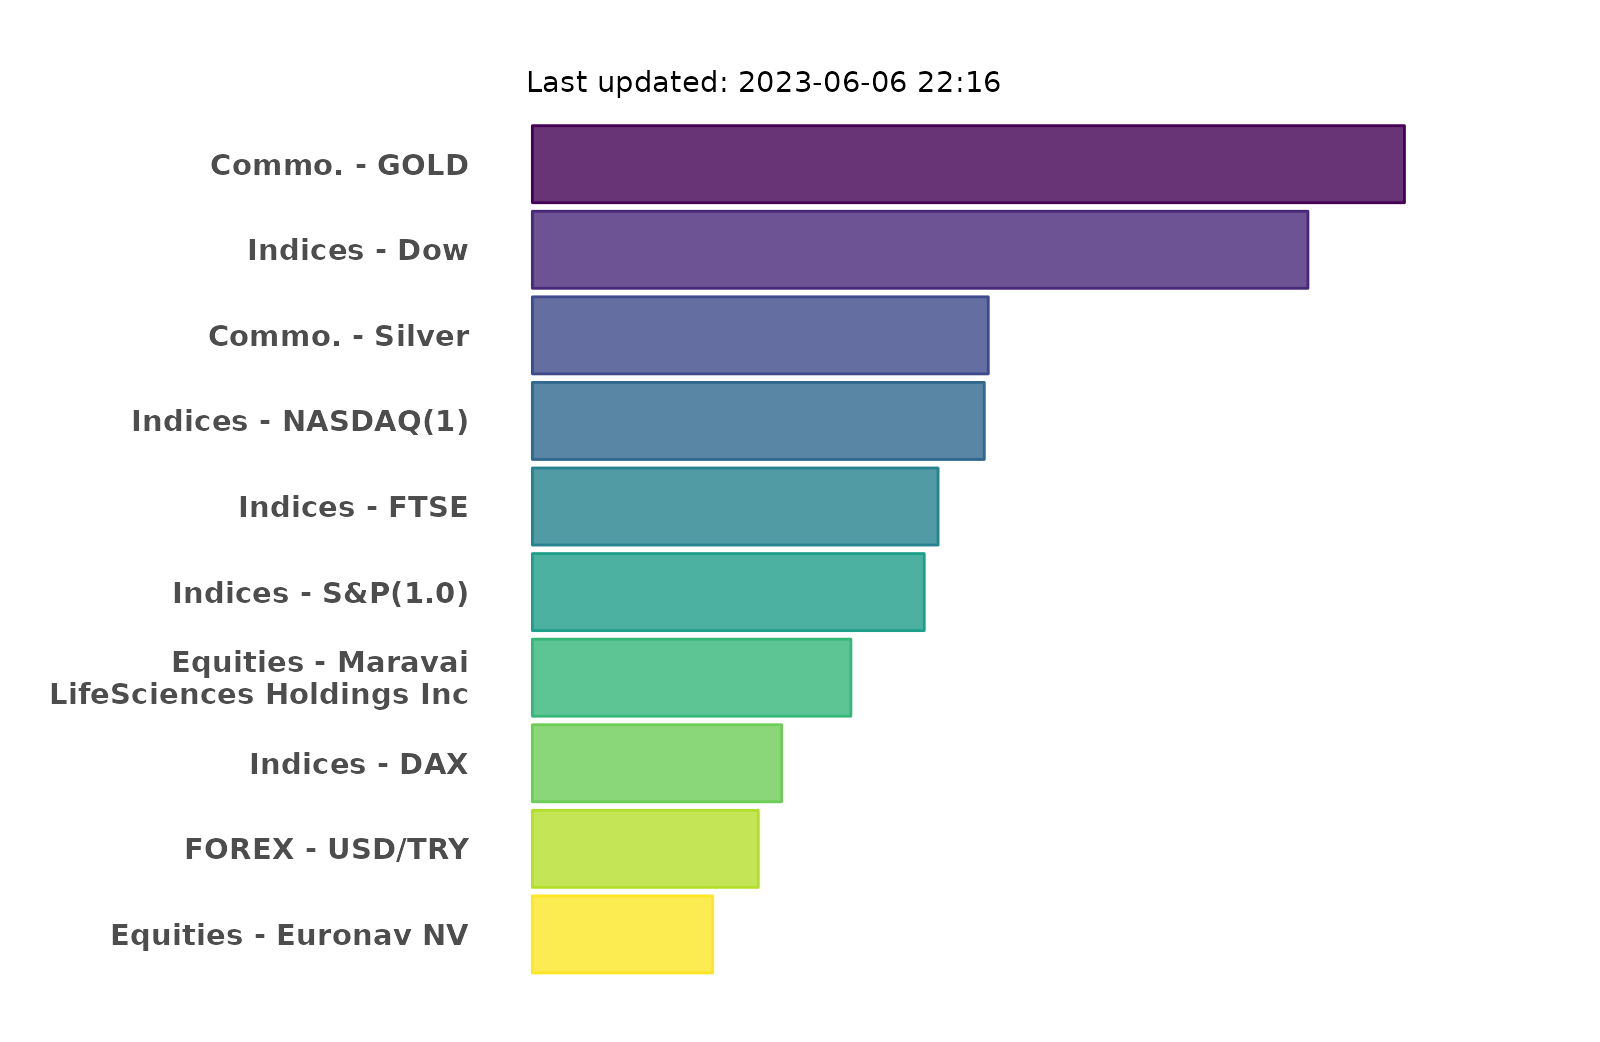 Last updated: 2023-06-06 22:16
Commo. - GOLD
Indices - Dow
Commo. - Silver
Indices - NASDAQ(1)
Indices - FTSE
Indices - S&P(1.0)
Equities - Maravai
LifeSciences Holdings Inc
Indices - DAX
FOREX - USD/TRY
Equities - Euronav NV